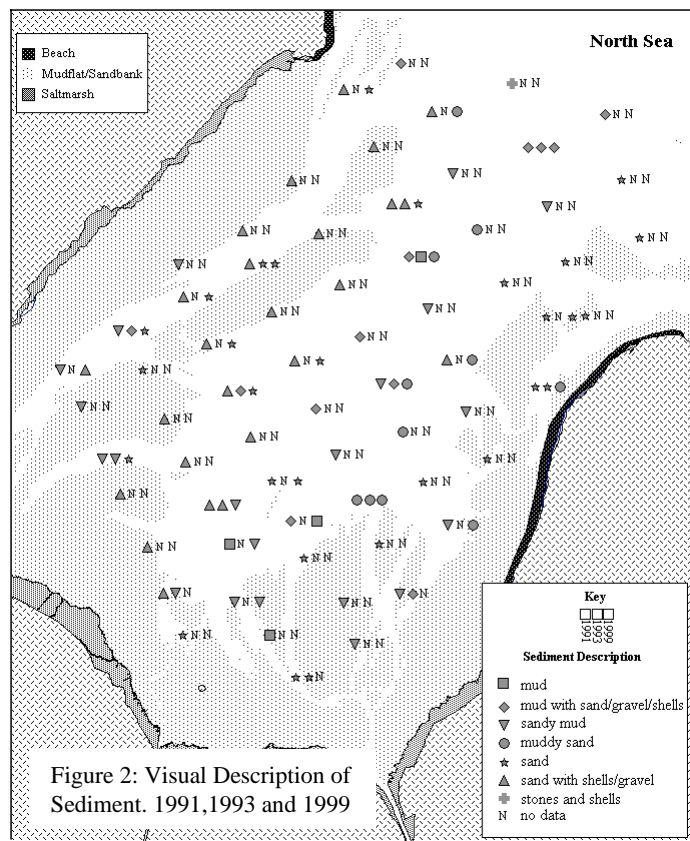 Beach
Mudflat/Sandbank
Saltmarsh
North Sea
N N
N N
N
N
N N
N N
N N
N N
N N
N N
N N
N N
N N
N N
N N
N N
N N
N N
N
N N
N N
N
N N
N N
N
N
N
N
N N
N N
N N
N N
N N
N N
N N
N N
N N
N N
N
N N
N N
N
N
N
N N
N N
N N
N
N
N N
N N
N N
N N
N
Key
1991
1993
1999
Sediment Description
mud
mud with sand/gravel/shells
sandy mud
muddy sand
sand
sand with shells/gravel
stones and shells
N no data
Figure 2: Visual Description of
Sediment. 1991,1993 and 1999